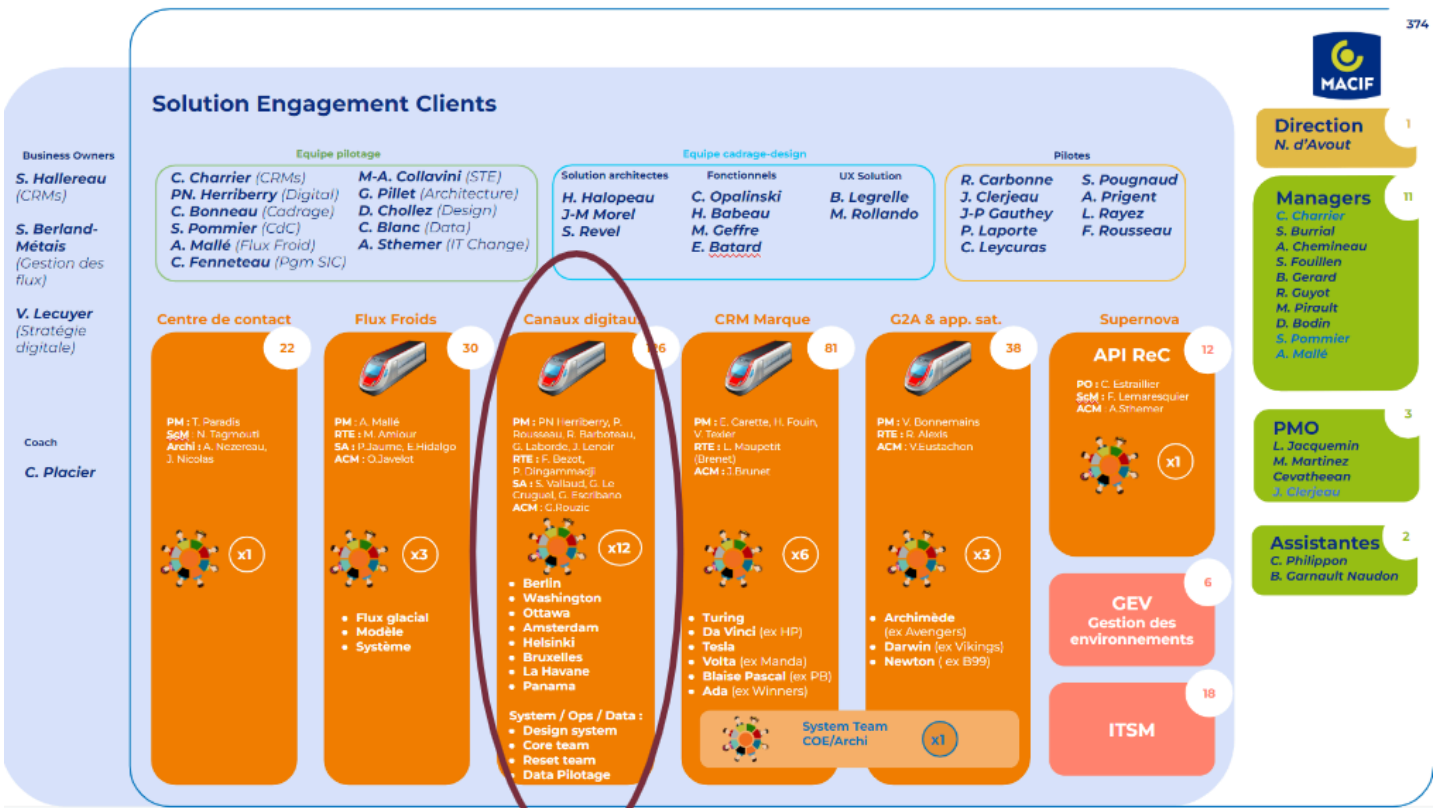 374
MACIF
Solution Engagement Clients
Business Owners
S. Hallereau
(CRMs)
S. Berland-
Métais
(Gestion des
flux)
V. Lecuyer
(Stratégie
digitale)
Coach
C. Placier
Equipe pilotage
C. Charrier (CRMs)
PN. Herriberry (Digital)
C. Bonneau (Cadrage)
S. Pommier (CdC)
A. Mallé (Flux Froid)
C. Fenneteau (Pgm SIC)
M-A. Collavini (STE)
G. Pillet (Architecture)
D. Chollez (Design)
C. Blanc (Data)
A. Sthemer (IT Change)
Equipe cadrage-design
Solution architectes
H. Halopeau
J-M Morel
S. Revel
Fonctionnels
C. Opalinski
H. Babeau
M. Geffre
E. Batard
UX Solution
B. Legrelle
M. Rollando
Pilotes
R. Carbonne
J. Clerjeau
J-P Gauthey
P. Laporte
C. Leycuras
S. Pougnaud
A. Prigent
L. Rayez
F. Rousseau
Centre de contact
22
PM : T. Paradis
ScM : N. Tagmouti
Archi : A. Nezereau,
J. Nicolas
x1
Flux Froids
30
PM : A. Mallé
RTE : M. Amiour
SA : P.Jaume, E.Hidalgo
ACM : O.Javelot
x3
• Flux glacial
• Modèle
• Système
Canaux digitaux
PM : PN Herriberry, P.
Rousseau, R. Barboteau,
G. Laborde, J. Lenoir
RTE : F. Bezot,
P. Dingammadji
SA : S. Vallaud, G. Le
Cruguel, G. Escribano
ACM : G.Rouzic
x12
• Berlin
• Washington
• Ottawa
• Amsterdam
• Helsinki
• Bruxelles
• La Havane
• Panama
System / Ops / Data :
• Design system
• Core team
• Reset team
• Data Pilotage
CRM Marque
81
PM : E. Carette, H. Fouin,
V. Texier
RTE : L. Maupetit
(Brenet)
ACM : J.Brunet
x6
• Turing
• Da Vinci (ex HP)
• Tesla
• Volta (ex Manda)
• Blaise Pascal (ex PB)
• Ada (ex Winners)
G2A & app. sat.
38
PM : V. Bonnemains
RTE : R. Alexis
ACM : V.Eustachon
x3
• Archimède
(ex Avengers)
• Darwin (ex Vikings)
• Newton ( ex B99)
System Team
COE/Archi
x1
Supernova
API ReC
12
PO : C. Estraillier
ScM : F. Lemaresquier
ACM : A.Sthemer
x1
6
GEV
Gestion des
environnements
18
ITSM
Direction
1
N. d'Avout
Managers
11
C. Charrier
S. Burrial
A. Chemineau
S. Fouillen
B. Gerard
R. Guyot
M. Pirault
D. Bodin
S. Pommier
A. Mallé
PMO
3
L. Jacquemin
M. Martinez
Cevatheean
J. Clerjeau
Assistantes
2
C. Philippon
B. Garnault Naudon